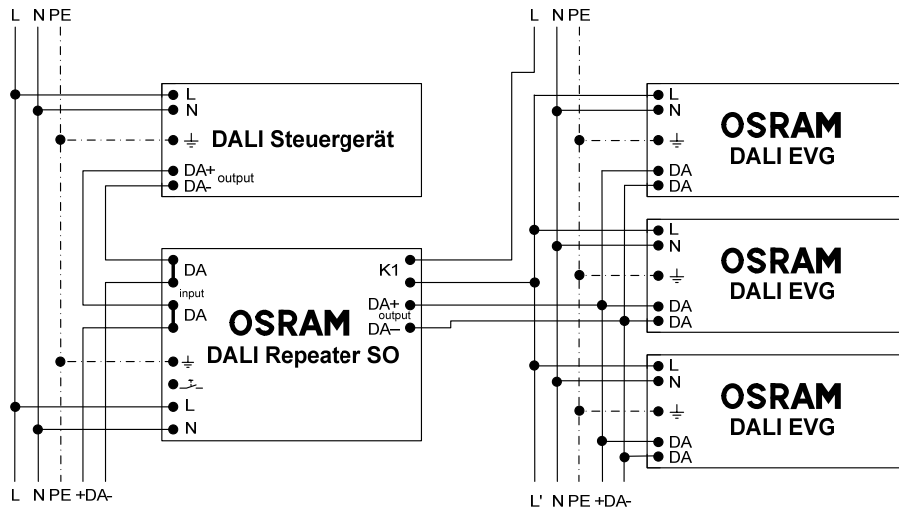 L N PE
L N PE
L
N
DALI Steuergerät
DA+
output
DA-
L
N
OSRAM
DALI EVG
DA
DA
DA
input
DA
K1
DA+
output
DA-
OSRAM
DALI Repeater SO
L
N
L
N
OSRAM
DALI EVG
DA
DA
L
N
OSRAM
DALI EVG
DA
DA
L N PE +DA-
L' N PE +DA-